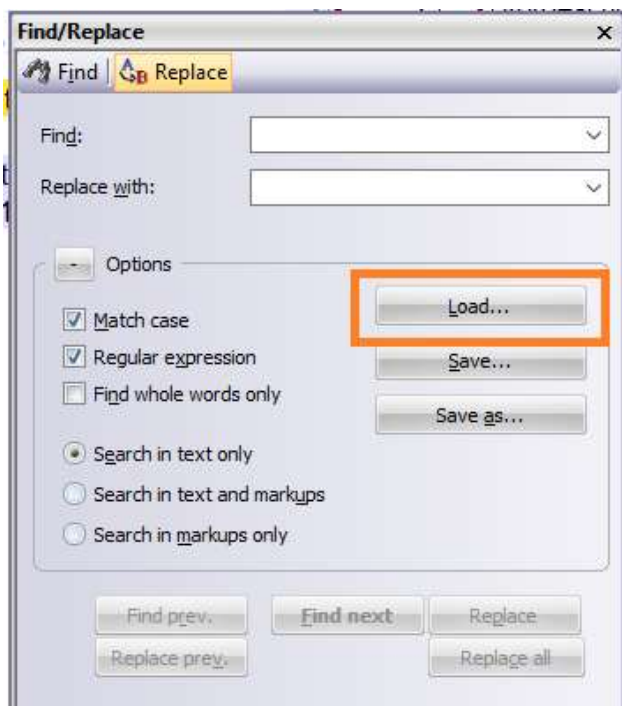 Find/Replace
Find Replace
Find:
Replace with:
Options
Load...
Match case
Regular expression
Save...
Find whole words only
Save as...
Search in text only
Search in text and markups
Search in markups only
Find prev. Find next Replace
Replace prev. Replace all